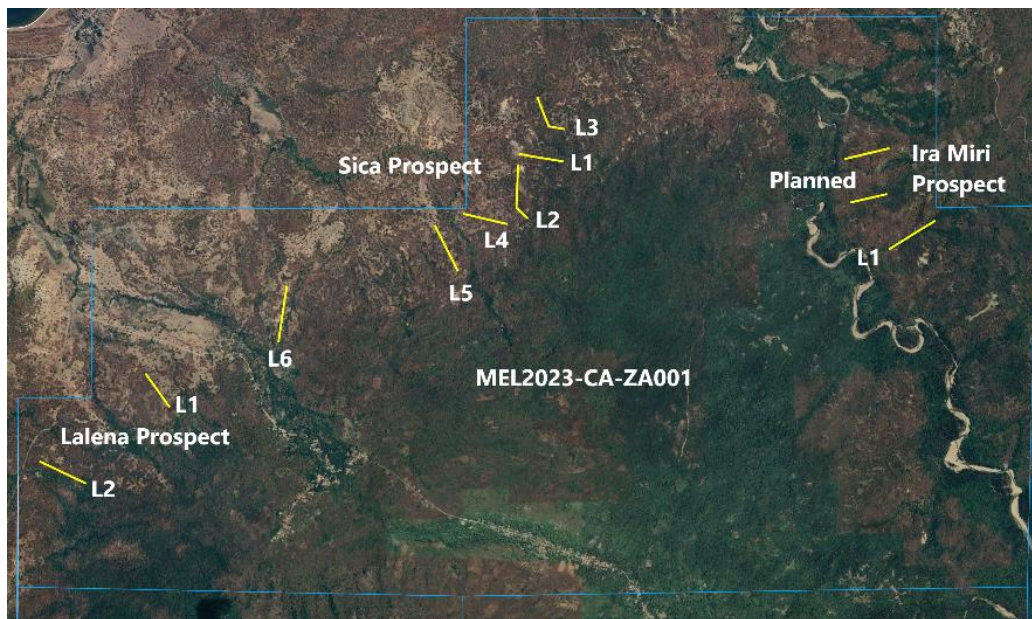 L3
Sica Prospect
L1
Ira Miri
Prospect
Planned
L2
L4
L1
L5
L6
MEL2023-CA-ZA001
L1
Lalena Prospect
L2